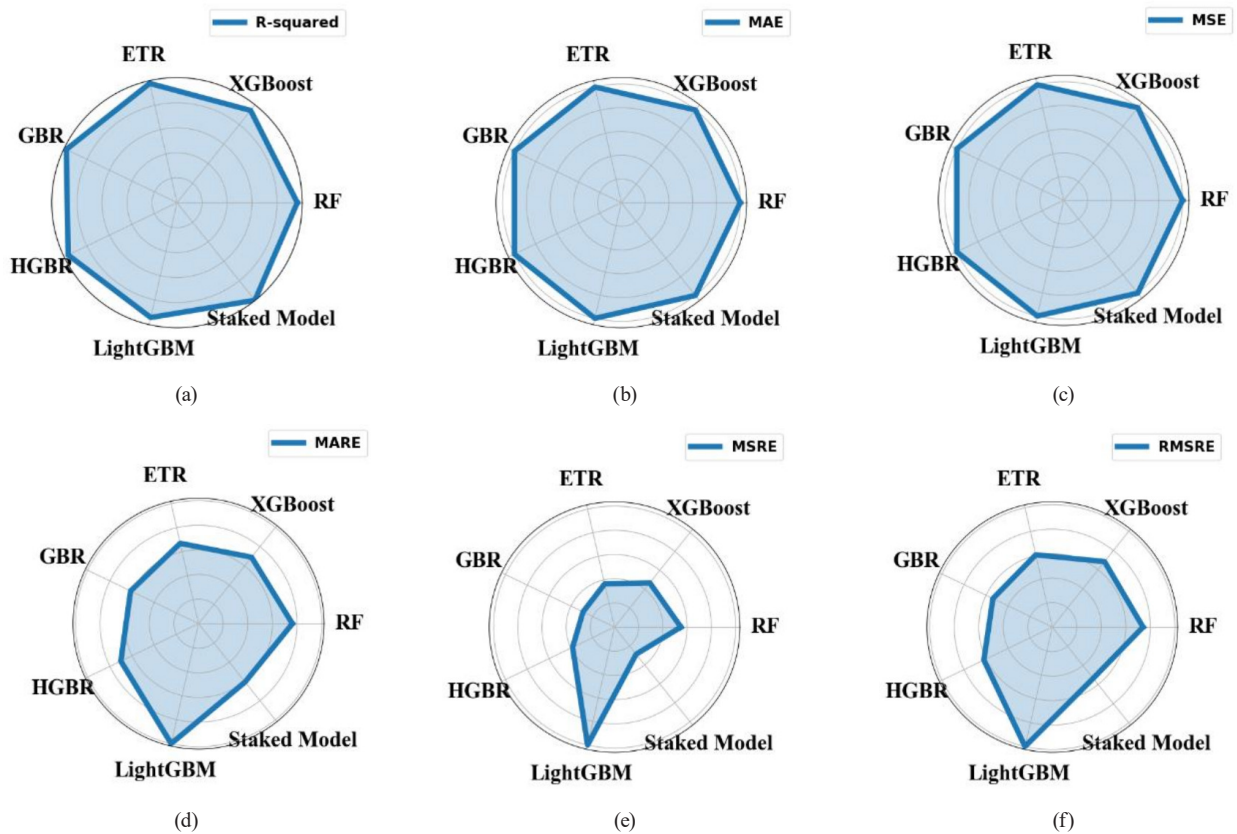 R-squared
ETR
XGBoost
GBR
RF
HGBR
Staked Model
LightGBM
(a)
MAE
ETR
XGBoost
GBR
RF
HGBR
Staked Model
LightGBM
(b)
MSE
ETR
XGBoost
GBR
RF
HGBR
Staked Model
LightGBM
(c)
MARE
ETR
XGBoost
GBR
RF
HGBR
Staked Model
LightGBM
(d)
MSRE
ETR
XGBoost
GBR
RF
HGBR
Staked Model
LightGBM
(e)
RMSRE
ETR
XGBoost
GBR
RF
HGBR
Staked Model
LightGBM
(f)